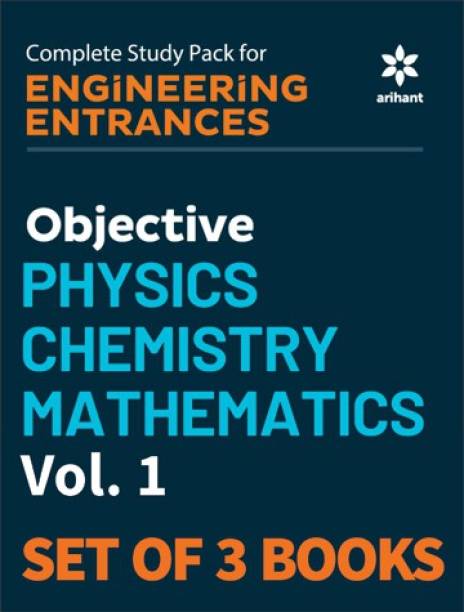 Complete Study Pack for
ENGiNEERiNG
ENTRANCES
arihant
Objective
PHYSICS
CHEMISTRY
MATHEMATICS
Vol. 1
SET OF 3 BOOKS